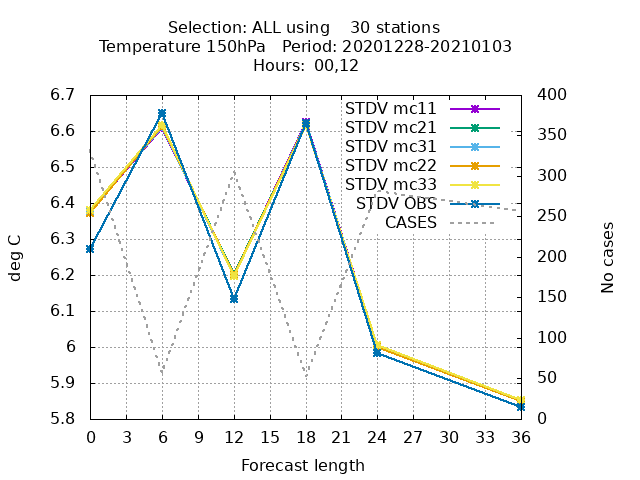 Selection: ALL using    30 stations
Temperature 150hPa   Period: 20201228-20210103
Hours:  00,12
6.7
6.6
6.5
6.4
6.3
6.2
6.1
6
5.9
5.8
deg C
STDV mc11
STDV mc21
STDV mc31
STDV mc22
STDV mc33
STDV OBS
CASES
400
350
300
250
200
150
100
50
0
No cases
0 3 6 9 12 15 18 21 24 27 30 33 36
Forecast length